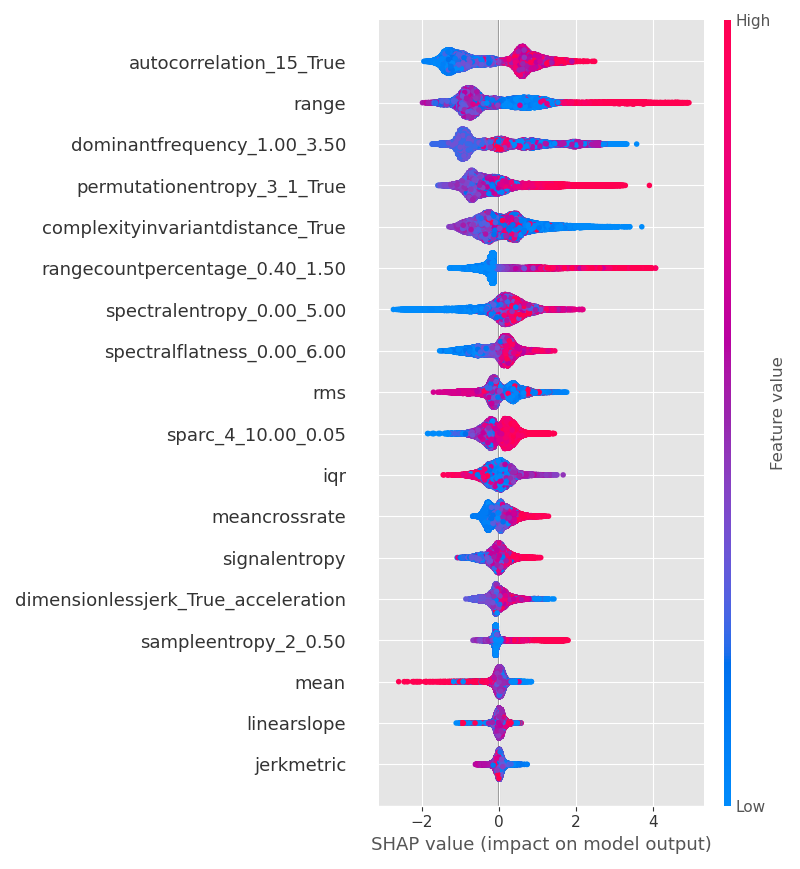 High
autocorrelation_15_True
range
dominantfrequency_1.00_3.50
permutationentropy_3_1_True
complexityinvariantdistance_True
rangecountpercentage_0.40_1.50
spectralentropy_0.00_5.00
spectralflatness_0.00_6.00
rms
sparc_4_10.00_0.05
iqr
meancrossrate
signalentropy
dimensionlessjerk_True_acceleration
sampleentropy_2_0.50
mean
linearslope
jerkmetric
Feature value
Low
−2 0 2 4
SHAP value (impact on model output)